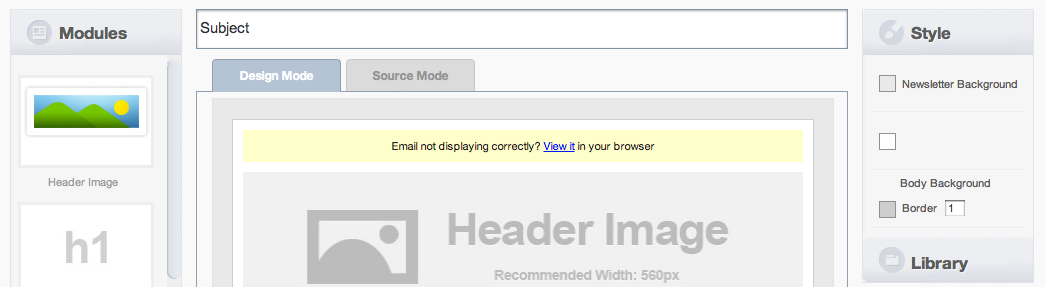 Modules
Header Image
h1
Subject
Design Mode
Source Mode
Email not displaying correctly? View it in your browser
Header Image
Recommended Width: 560px
Style
Newsletter Background
Body Background
Border 1
Library